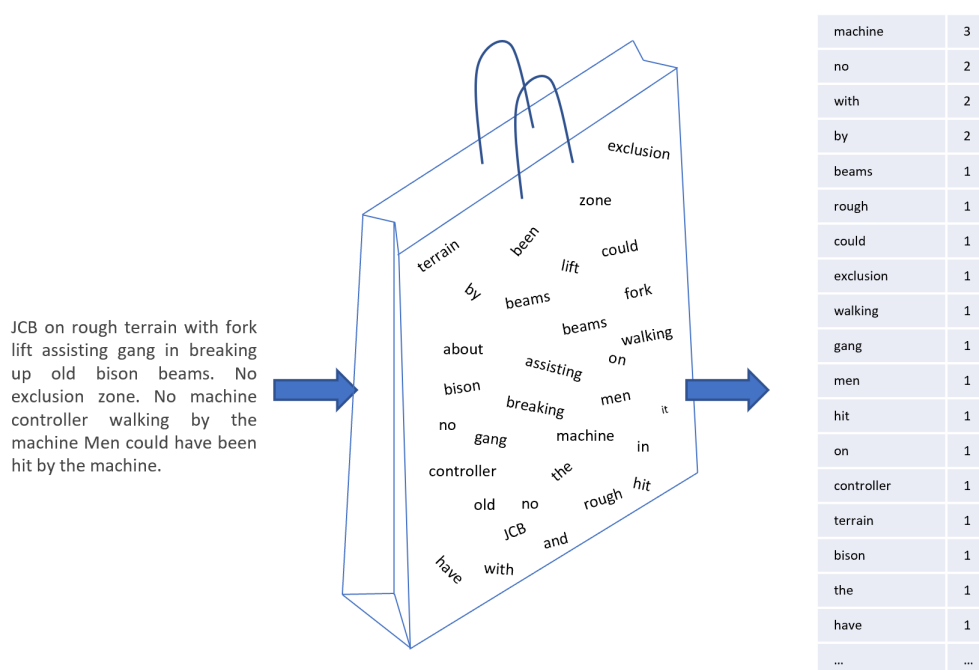 JCB on rough terrain with fork
lift assisting gang in breaking
up old bison beams. No
exclusion zone. No machine
controller walking by the
machine Men could have been
hit by the machine.
exclusion
zone
terrain
been
could
lift
by
beams
fork
beams
walking
about
assisting
on
bison
breaking
men
it
no
gang
machine
in
controller
the
old
no
rough
hit
JCB
and
have
with
machine 3
no 2
with 2
by 2
beams 1
rough 1
could 1
exclusion 1
walking 1
gang 1
men 1
hit 1
on 1
controller 1
terrain 1
bison 1
the 1
have 1
... ...